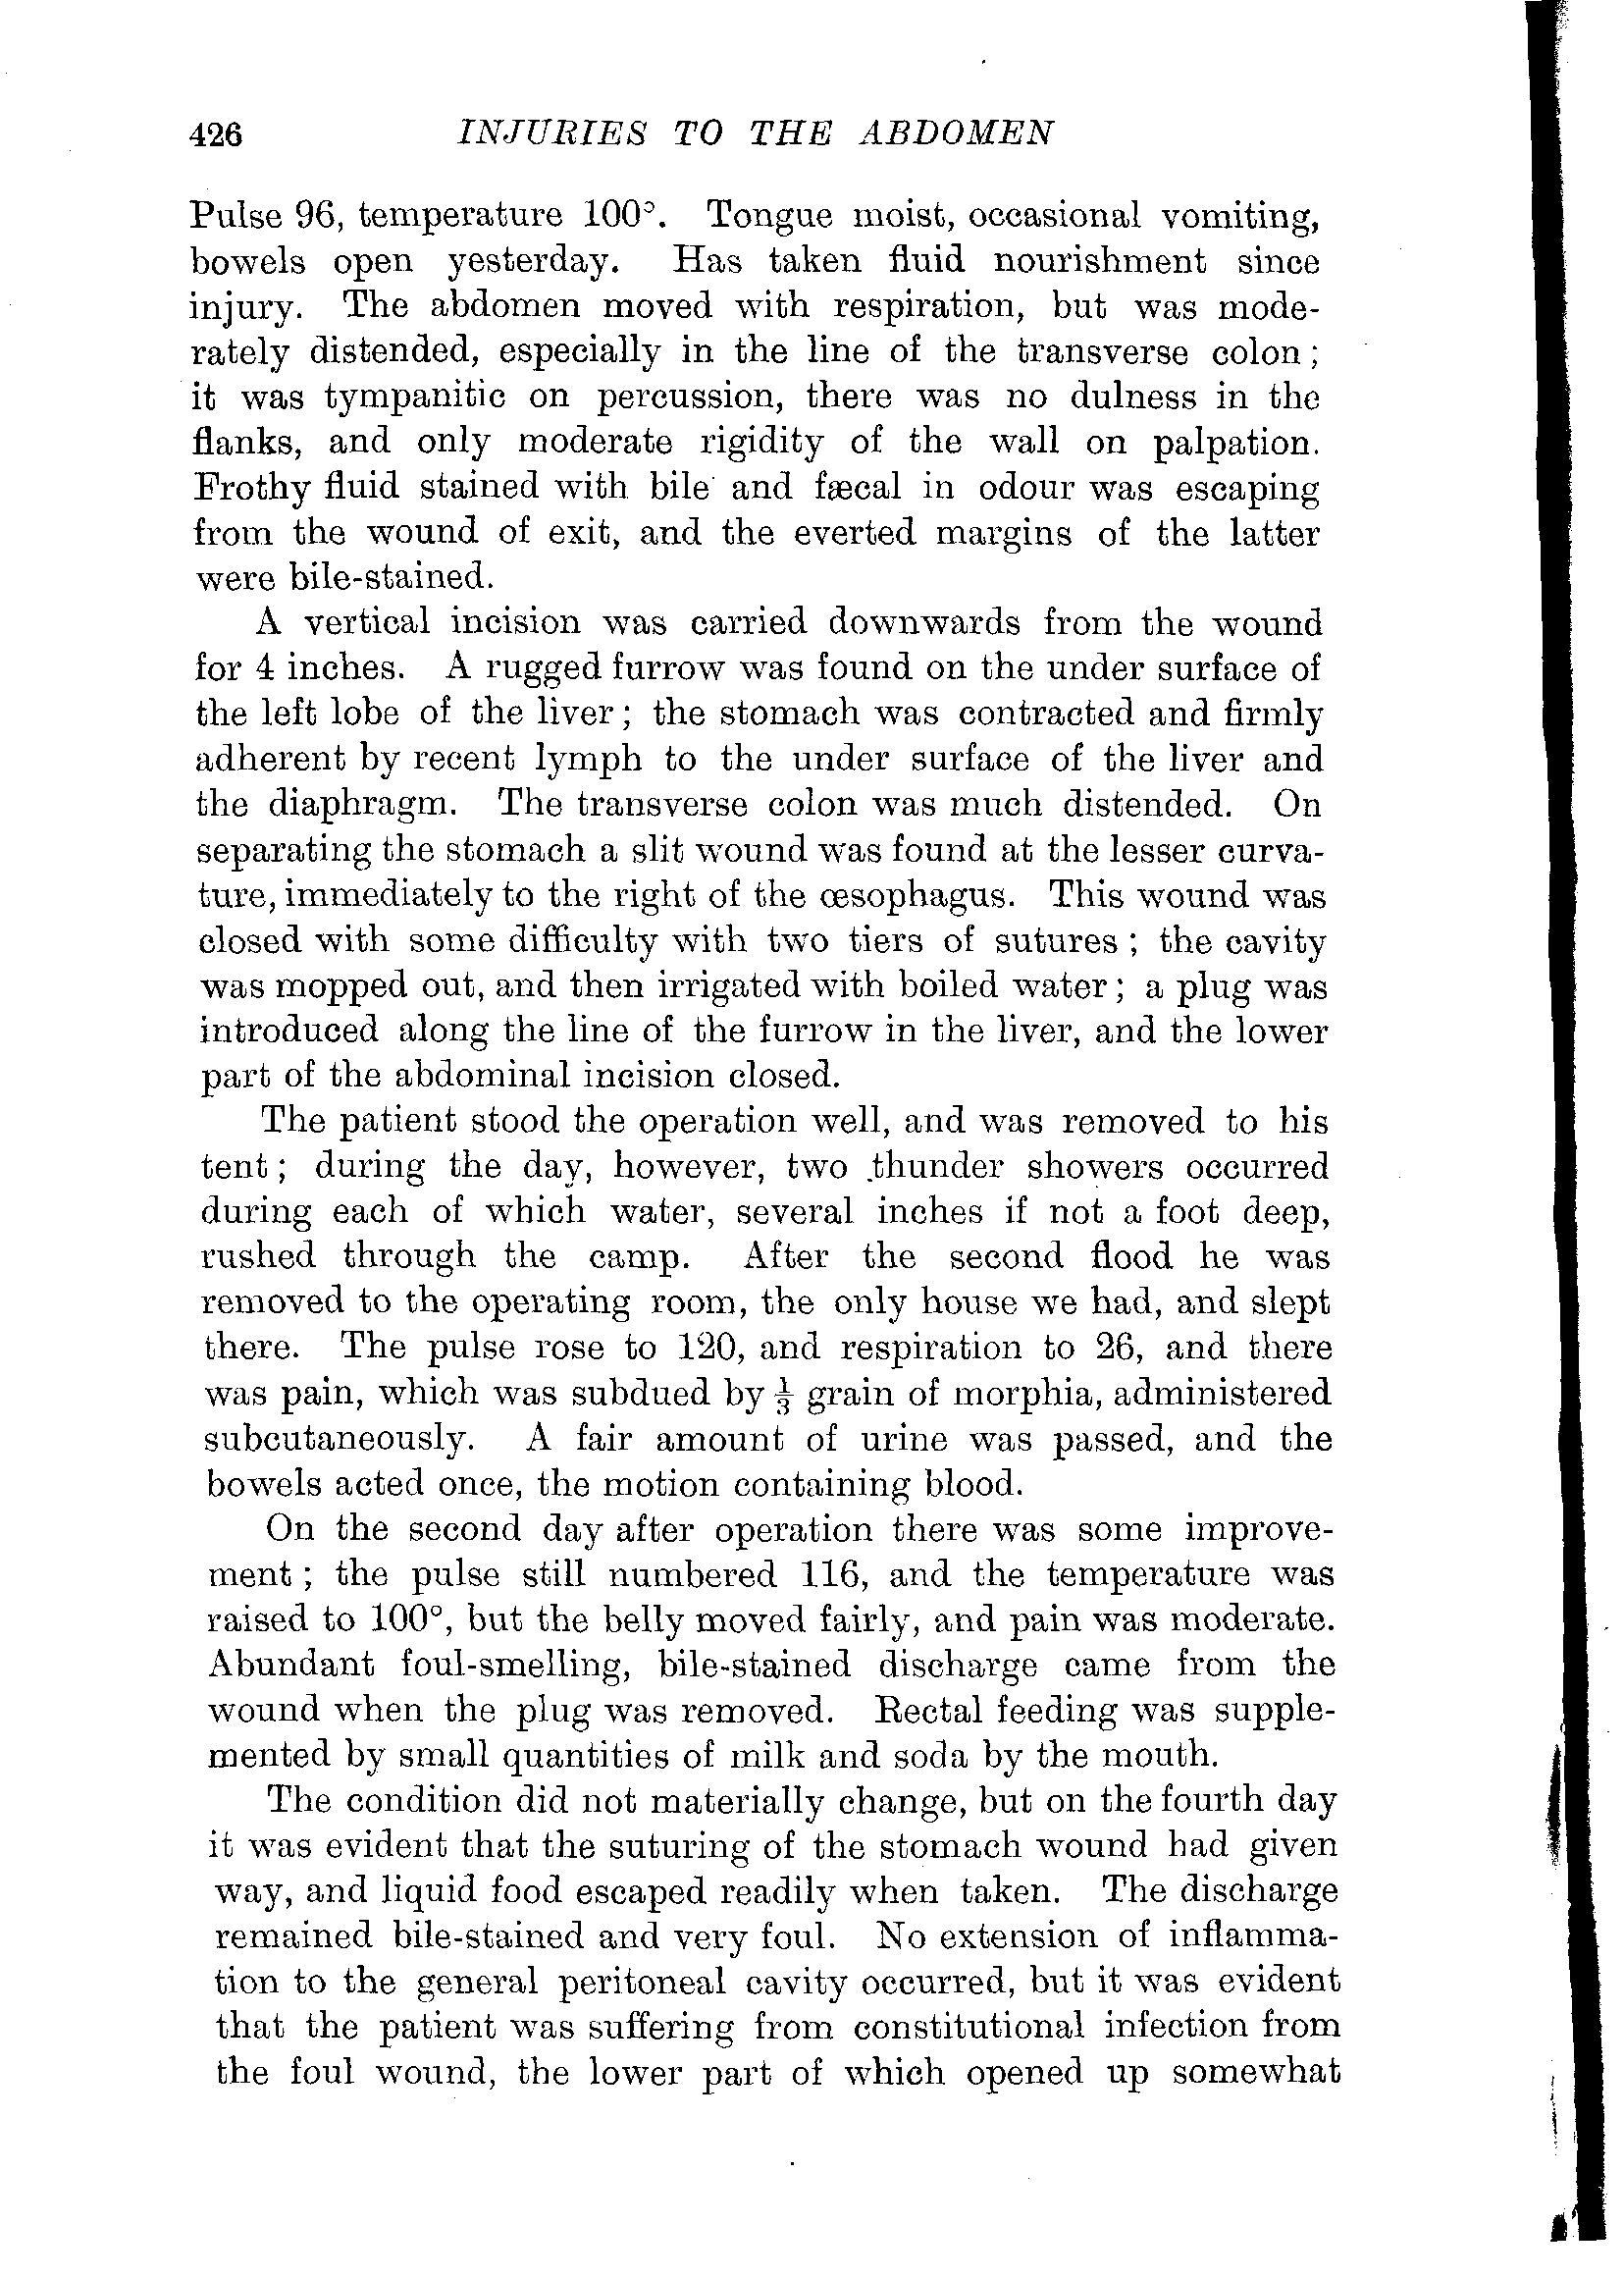 426 INJURIES TO THE ABDOMEN
Pulse 96, temperature 100°. Tongue moist, occasional vomiting,
bowels open yesterday. Has taken fluid nourishment since
injury. The abdomen moved with respiration, but was mode-
rately distended, especially in the line of the transverse colon;
it was tympanitic on percussion, there was no dulness in the
flanks, and only moderate rigidity of the wall on palpation.
Frothy fluid stained with bile and fæcal in odour was escaping
from the wound of exit, and the everted margins of the latter
were bile-stained.
A vertical incision was carried downwards from the wound
for 4 inches. A rugged furrow was found on the under surface of
the left lobe of the liver; the stomach was contracted and firmly
adherent by recent lymph to the under surface of the liver and
the diaphragm. The transverse colon was much distended. On
separating the stomach a slit wound was found at the lesser curva-
ture, immediately to the right of the œsophagus. This wound was
closed with some difficulty with two tiers of sutures; the cavity
was mopped out, and then irrigated with boiled water; a plug was
introduced along the line of the furrow in the liver, and the lower
part of the abdominal incision closed.
The patient stood the operation well, and was removed to his
tent; during the day, however, two thunder showers occurred
during each of which water, several inches if not a foot deep,
rushed through the camp. After the second flood he was
removed to the operating room, the only house we had, and slept
there. The pulse rose to 120, and respiration to 26, and there
was pain, which was subdued by ⅓ grain of morphia, administered
subcutaneously. A fair amount of urine was passed, and the
bowels acted once, the motion containing blood.
On the second day after operation there was some improve-
ment; the pulse still numbered 116, and the temperature was
raised to 100°, but the belly moved fairly, and pain was moderate.
Abundant foul-smelling, bile-stained discharge came from the
wound when the plug was removed. Rectal feeding was supple-
mented by small quantities of milk and soda by the mouth.
The condition did not materially change, but on the fourth day
it was evident that the suturing of the stomach wound had given
way, and liquid food escaped readily when taken. The discharge
remained bile-stained and very foul. No extension of inflamma-
tion to the general peritoneal cavity occurred, but it was evident
that the patient was suffering from constitutional infection from
the foul wound, the lower part of which opened up somewhat